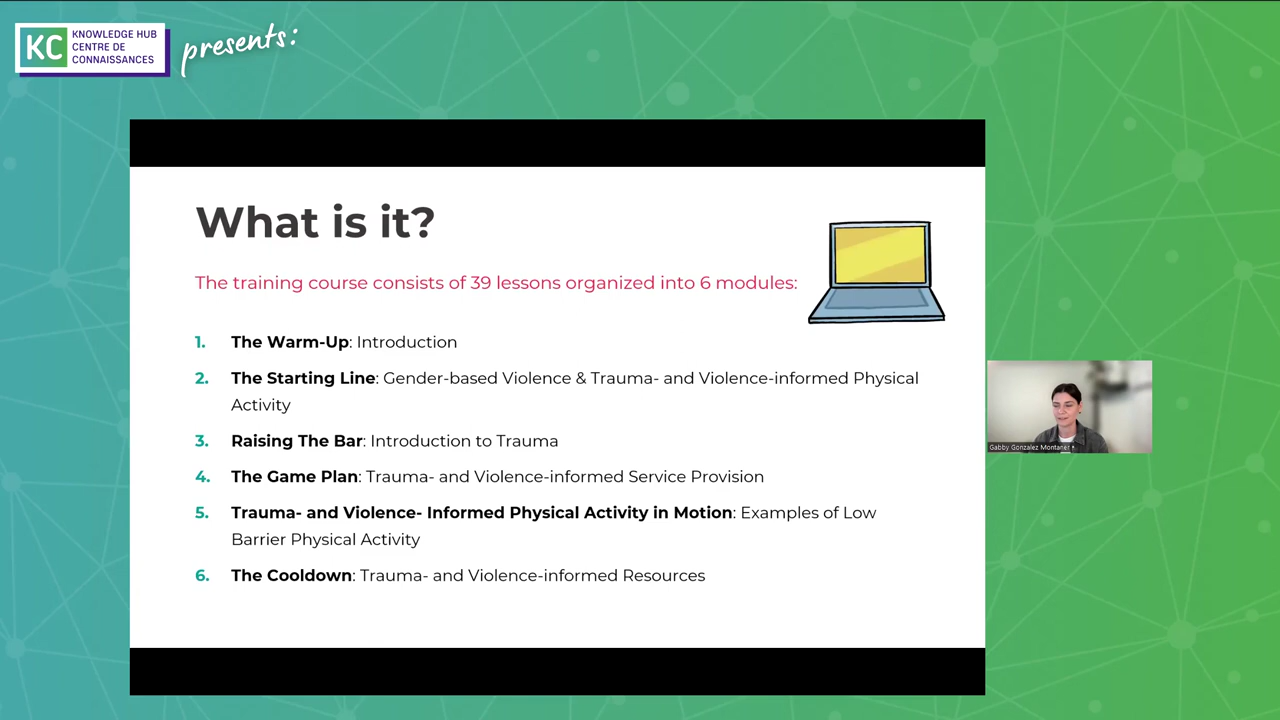 KC
KNOWLEDGE HUB
CENTRE DE
CONNAISSANCES
presents:
What is it?
The training course consists of 39 lessons organized into 6 modules:
1. The Warm-Up: Introduction
2. The Starting Line: Gender-based Violence & Trauma- and Violence-informed Physical
Activity
3. Raising The Bar: Introduction to Trauma
4. The Game Plan: Trauma- and Violence-informed Service Provision
5. Trauma- and Violence- Informed Physical Activity in Motion: Examples of Low
Barrier Physical Activity
6. The Cooldown: Trauma- and Violence-informed Resources
Gabby Gonzalez Montaner